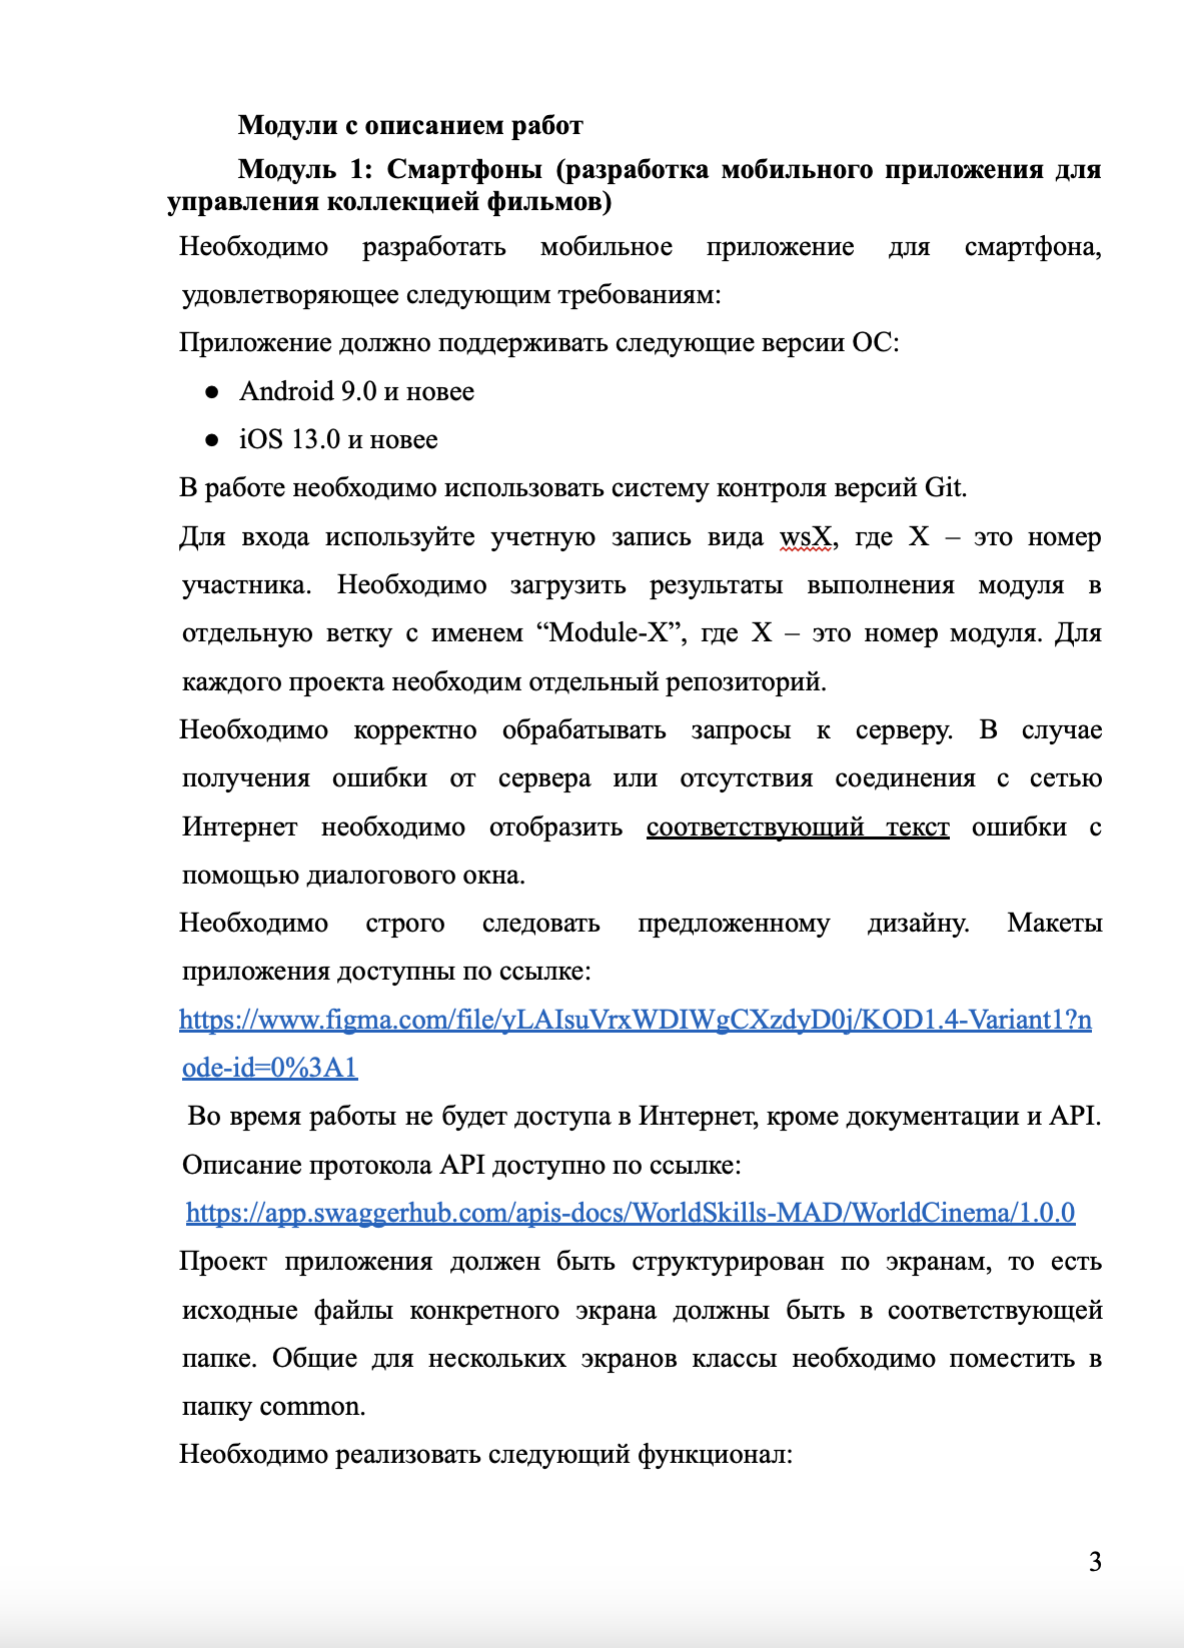 Модули с описанием работ
Модуль 1: Смартфоны (разработка мобильного приложения для
управления коллекцией фильмов)
Необходимо разработать мобильное приложение для смартфона,
удовлетворяющее следующим требованиям:
Приложение должно поддерживать следующие версии ОС:
● Android 9.0 и новее
● iOS 13.0 и новее
В работе необходимо использовать систему контроля версий Git.
Для входа используйте учетную запись вида wsX, где X – это номер
участника. Необходимо загрузить результаты выполнения модуля в
отдельную ветку с именем “Module-X”, где X – это номер модуля. Для
каждого проекта необходим отдельный репозиторий.
Необходимо корректно обрабатывать запросы к серверу. В случае
получения ошибки от сервера или отсутствия соединения с сетью
Интернет необходимо отобразить соответствующий текст ошибки с
помощью диалогового окна.
Необходимо строго следовать предложенному дизайну. Макеты
приложения доступны по ссылке:
https://www.figma.com/file/yLAIsuVrxWDIWgCXzdyD0j/KOD1.4-Variant1?n
ode-id=0%3A1
Во время работы не будет доступа в Интернет, кроме документации и API.
Описание протокола API доступно по ссылке:
https://app.swaggerhub.com/apis-docs/WorldSkills-MAD/WorldCinema/1.0.0
Проект приложения должен быть структурирован по экранам, то есть
исходные файлы конкретного экрана должны быть в соответствующей
папке. Общие для нескольких экранов классы необходимо поместить в
папку common.
Необходимо реализовать следующий функционал:
3